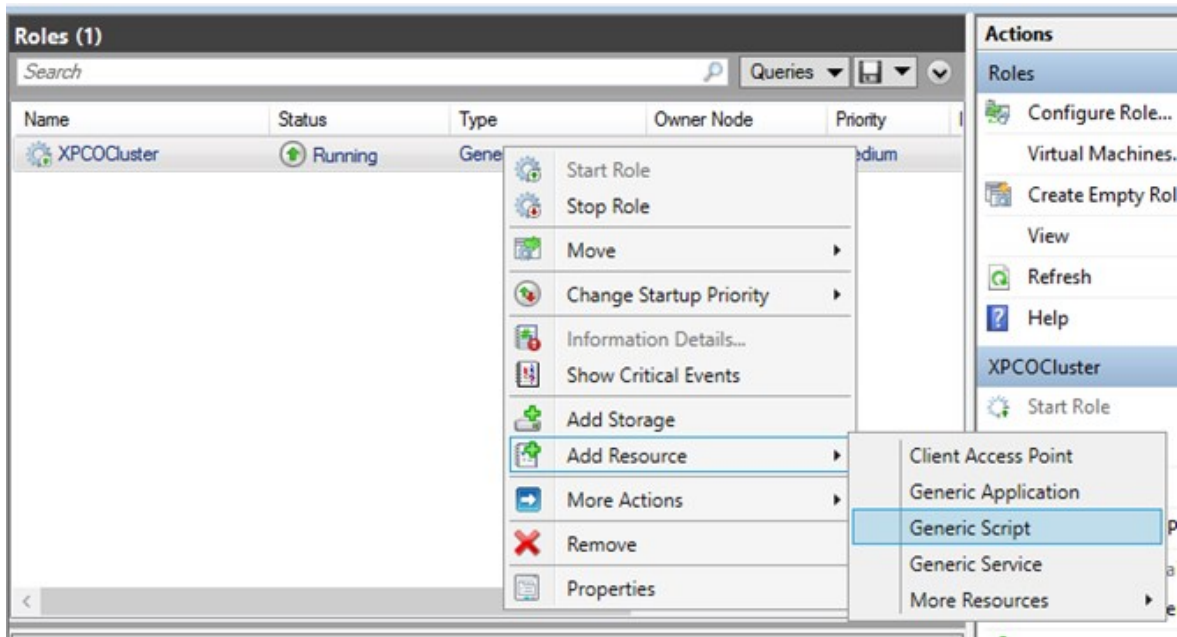 Roles (1)
Search
Queries
Name Status Type Owner Node Priority
XPCOCluster Running Gene edium
Start Role
Stop Role
Move
Change Startup Priority
Information Details...
Show Critical Events
Add Storage
Add Resource
More Actions
Remove
Properties
Client Access Point
Generic Application
Generic Script
Generic Service
More Resources
Actions
Roles
Configure Role...
Virtual Machines.
Create Empty Rol
View
Refresh
Help
XPCOCluster
Start Role